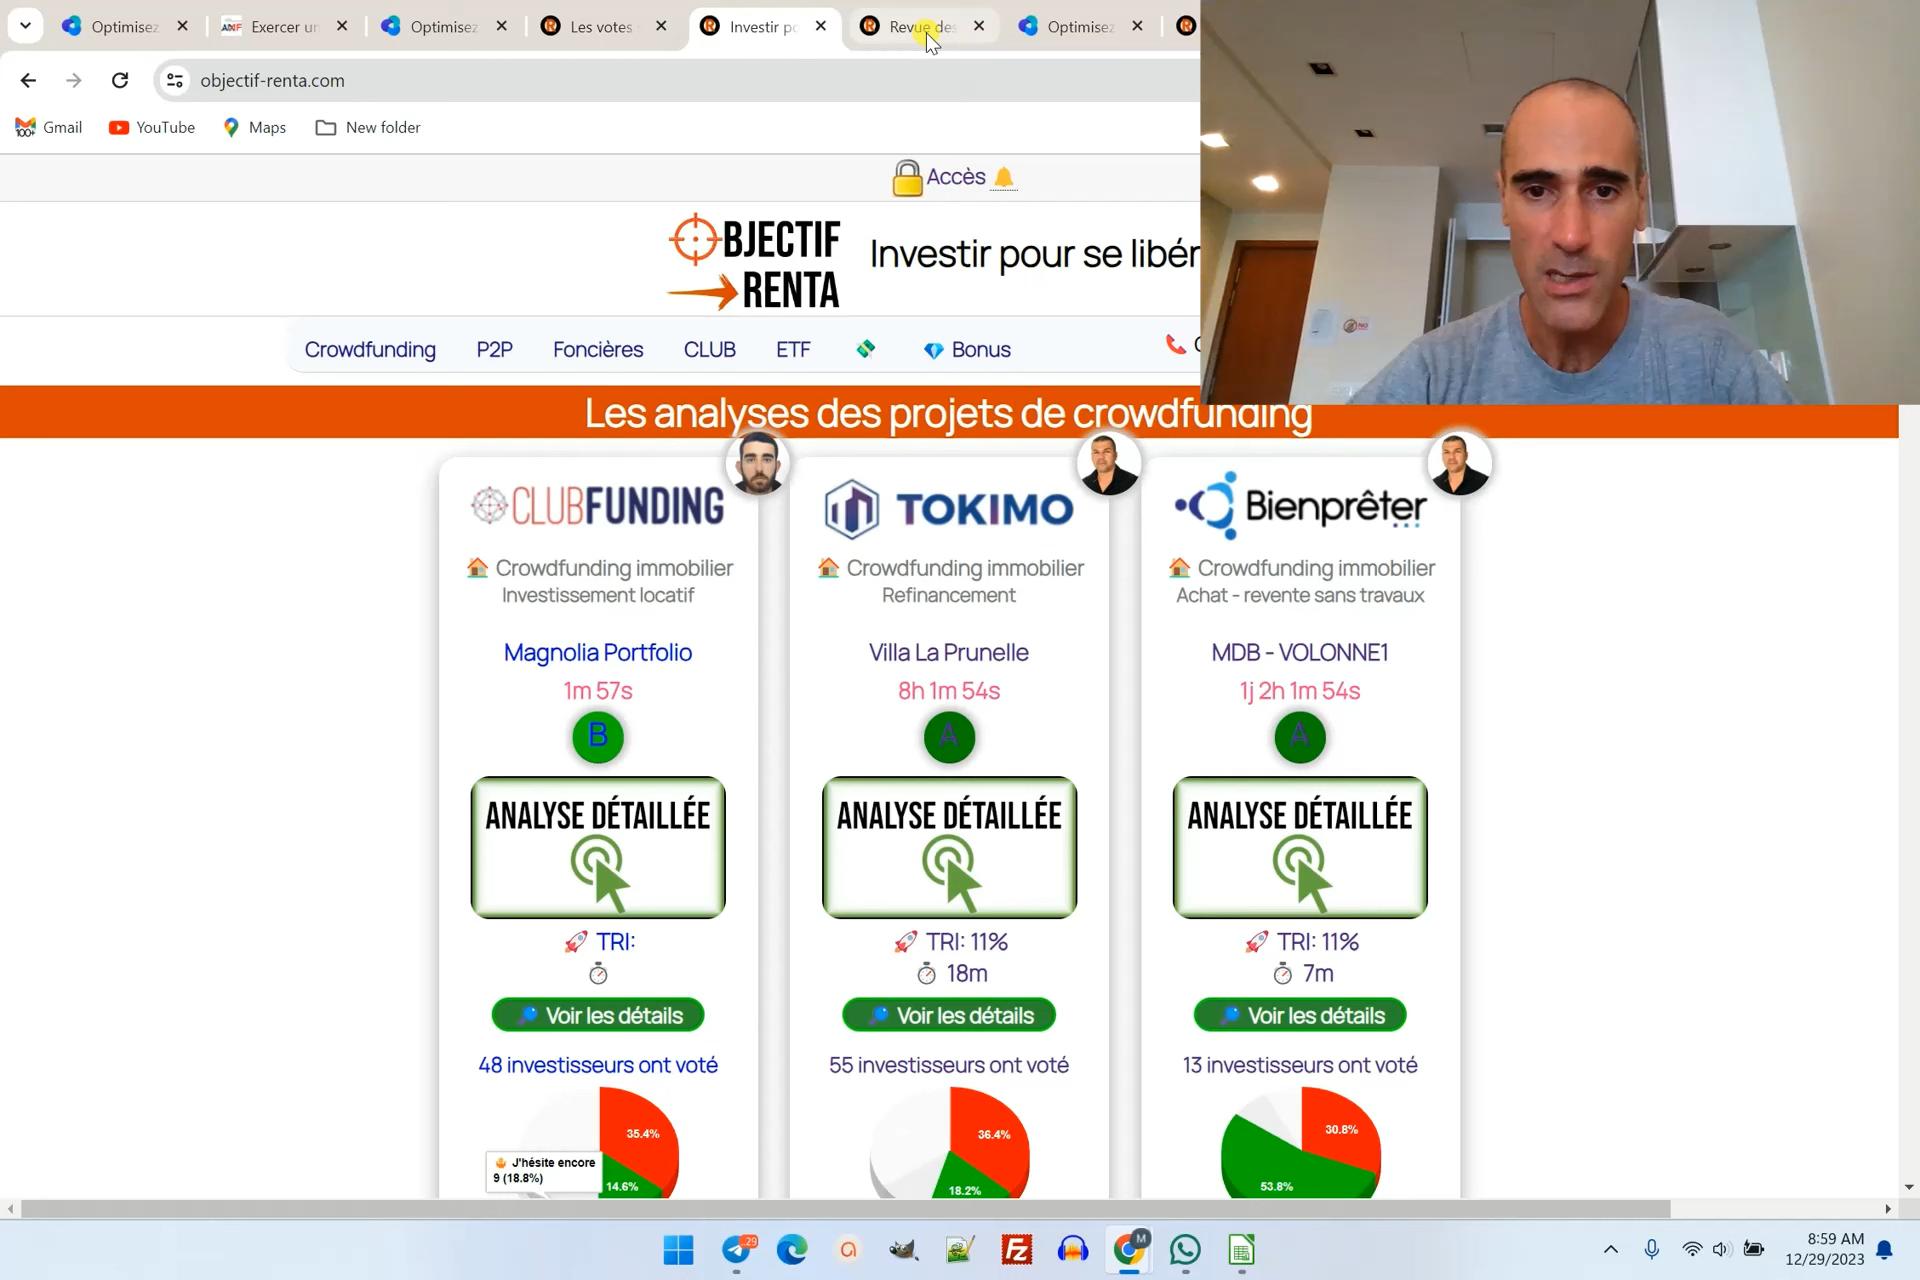 Optimisez
Exercer un
Optimisez
Les votes
Investir po
Revue des
Optimisez
objectif-renta.com
Gmail
YouTube
Maps
New folder
Accès
OBJECTIF
RENTA
Investir pour se libér
Crowdfunding
P2P
Foncières
CLUB
ETF
Bonus
Les analyses des projets de crowdfunding
CLUBFUNDING
Crowdfunding immobilier
Investissement locatif
Magnolia Portfolio
1m 57s
B
ANALYSE DÉTAILLÉE
TRI:
Voir les détails
48 investisseurs ont voté
35.4%
J'hésite encore
9 (18.8%)
14.6%
TOKIMO
Crowdfunding immobilier
Refinancement
Villa La Prunelle
8h 1m 54s
A
ANALYSE DÉTAILLÉE
TRI: 11%
18m
Voir les détails
55 investisseurs ont voté
36.4%
18.2%
Bienprêter
Crowdfunding immobilier
Achat - revente sans travaux
MDB - VOLONNE1
1j 2h 1m 54s
A
ANALYSE DÉTAILLÉE
TRI: 11%
7m
Voir les détails
13 investisseurs ont voté
30.8%
53.8%
8:59 AM
12/29/2023